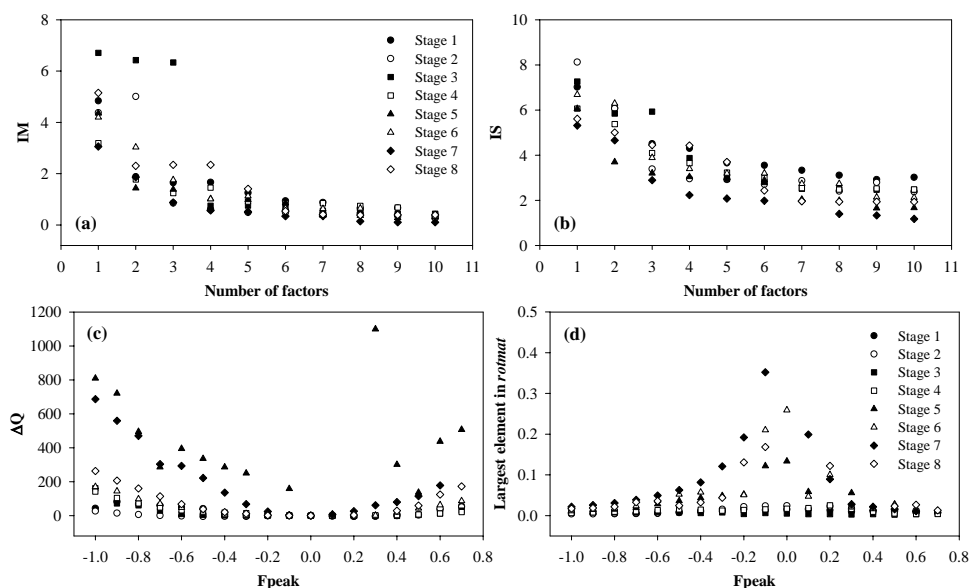 8
6
4
2
0
IM
(a)
Stage 1
Stage 2
Stage 3
Stage 4
Stage 5
Stage 6
Stage 7
Stage 8
0 1 2 3 4 5 6 7 8 9 10 11
Number of factors
10
8
6
4
2
0
IS
(b)
0 1 2 3 4 5 6 7 8 9 10 11
Number of factors
1200
1000
800
600
400
200
0
ΔQ
(c)
-1.0 -0.8 -0.6 -0.4 -0.2 0.0 0.2 0.4 0.6 0.8
Fpeak
0.5
0.4
0.3
0.2
0.1
0.0
Largest element in rotmat
(d)
Stage 1
Stage 2
Stage 3
Stage 4
Stage 5
Stage 6
Stage 7
Stage 8
-1.0 -0.8 -0.6 -0.4 -0.2 0.0 0.2 0.4 0.6 0.8
Fpeak